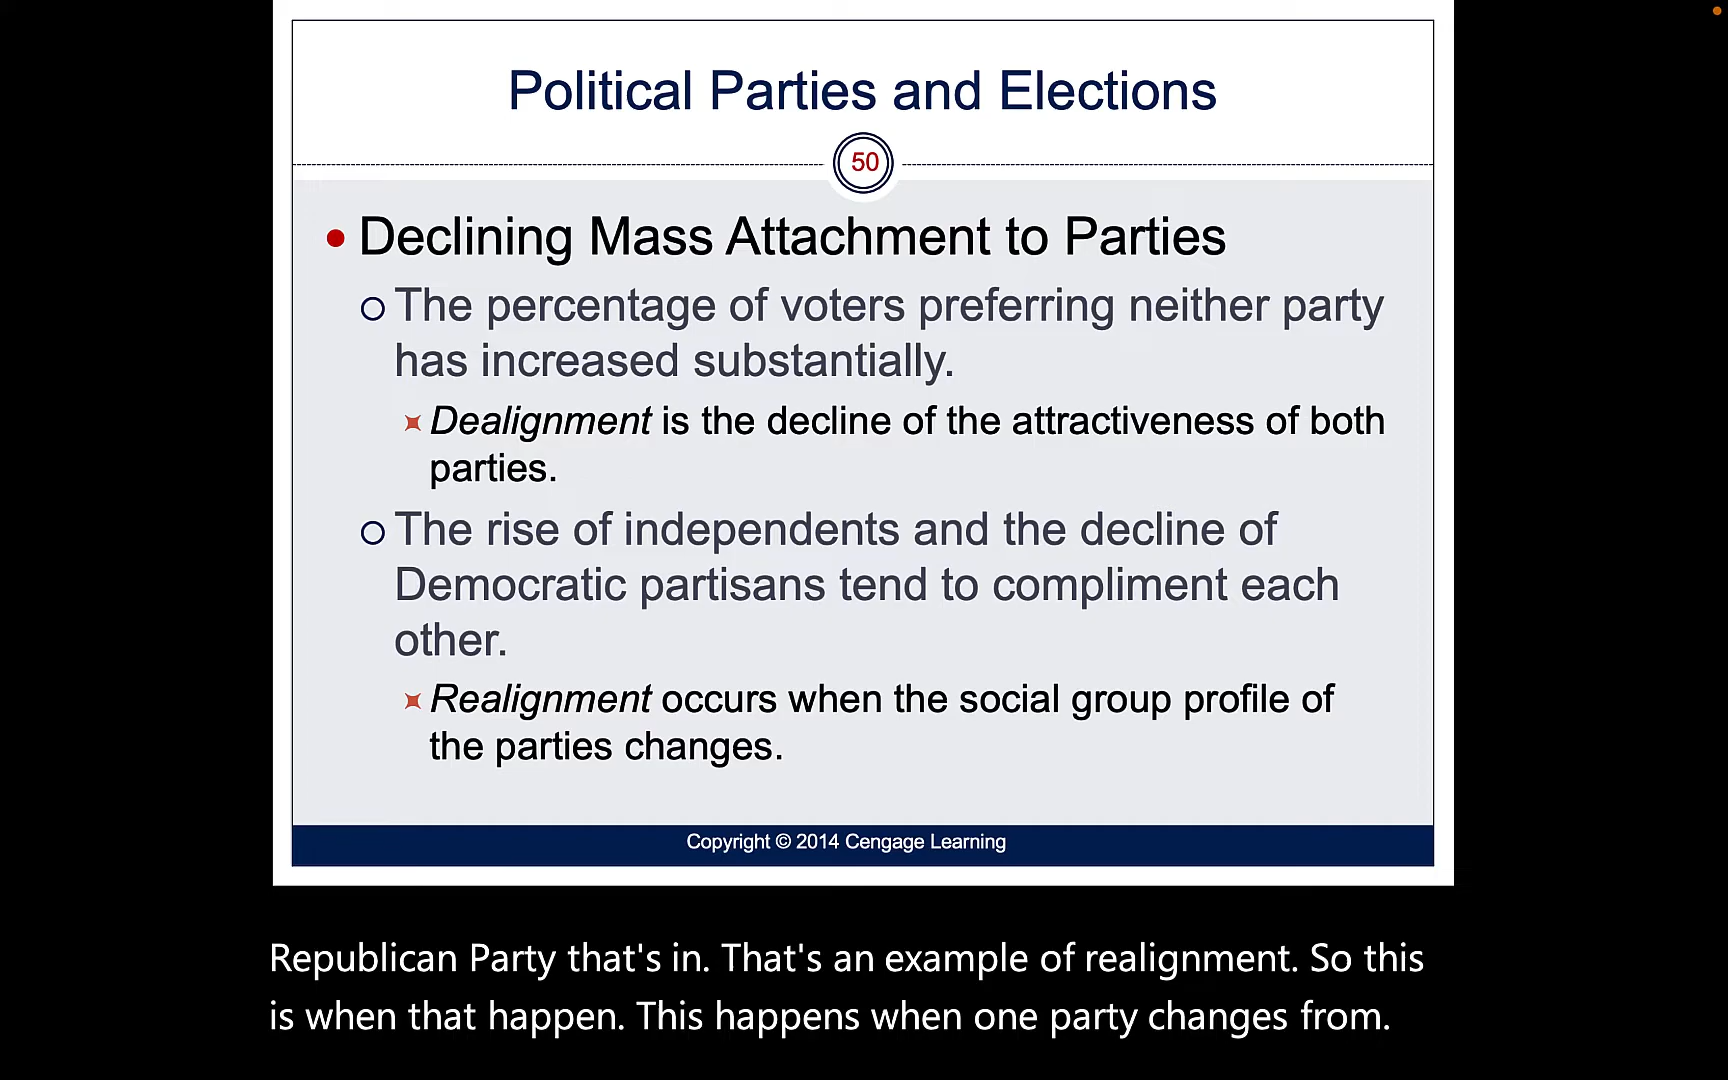 Political Parties and Elections
50
Declining Mass Attachment to Parties
The percentage of voters preferring neither party
has increased substantially.
Dealignment is the decline of the attractiveness of both
parties.
The rise of independents and the decline of
Democratic partisans tend to compliment each
other.
Realignment occurs when the social group profile of
the parties changes.
Copyright © 2014 Cengage Learning
Republican Party that's in. That's an example of realignment. So this
is when that happen. This happens when one party changes from.